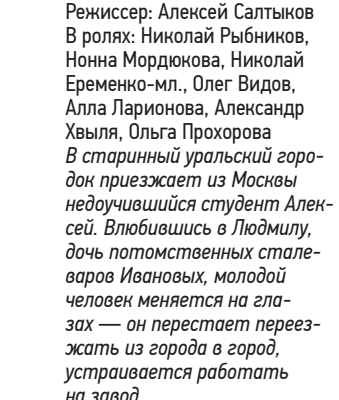 Режиссер: Алексей Салтыков
В ролях: Николай Рыбников,
Нонна Мордюкова, Николай
Еременко-мл., Олег Видов,
Алла Ларионова, Александр
Хвыля, Ольга Прохорова
В старинный уральский горо-
док приезжает из Москвы
недоучившийся студент Алек-
сей. Влюбившись в Людмилу,
дочь потомственных стале-
варов Ивановых, молодой
человек меняется на гла-
зах — он перестает переез-
жать из города в город,
устраивается работать
на завод